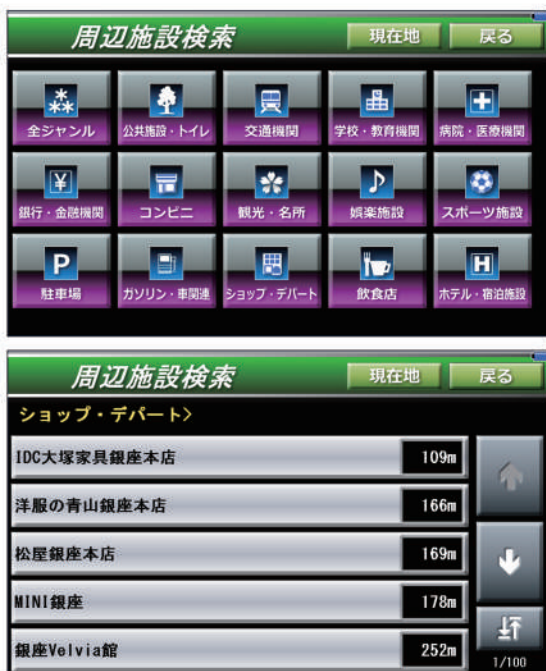 周辺施設検索 現在地 戻る
全ジャンル 公共施設・トイレ 交通機関 学校・教育機関 病院・医療機関
銀行・金融機関 コンビニ 観光・名所 娯楽施設 スポーツ施設
P H
駐車場 ガソリン・車関連 ショップ・デパート 飲食店 ホテル・宿泊施設
周辺施設検索 現在地 戻る
ショップ・デパート>
IDC大塚家具銀座本店 109m
洋服の青山銀座本店 166m
松屋銀座本店 169m
MINI銀座 178m
銀座Velvia館 252m
1/100